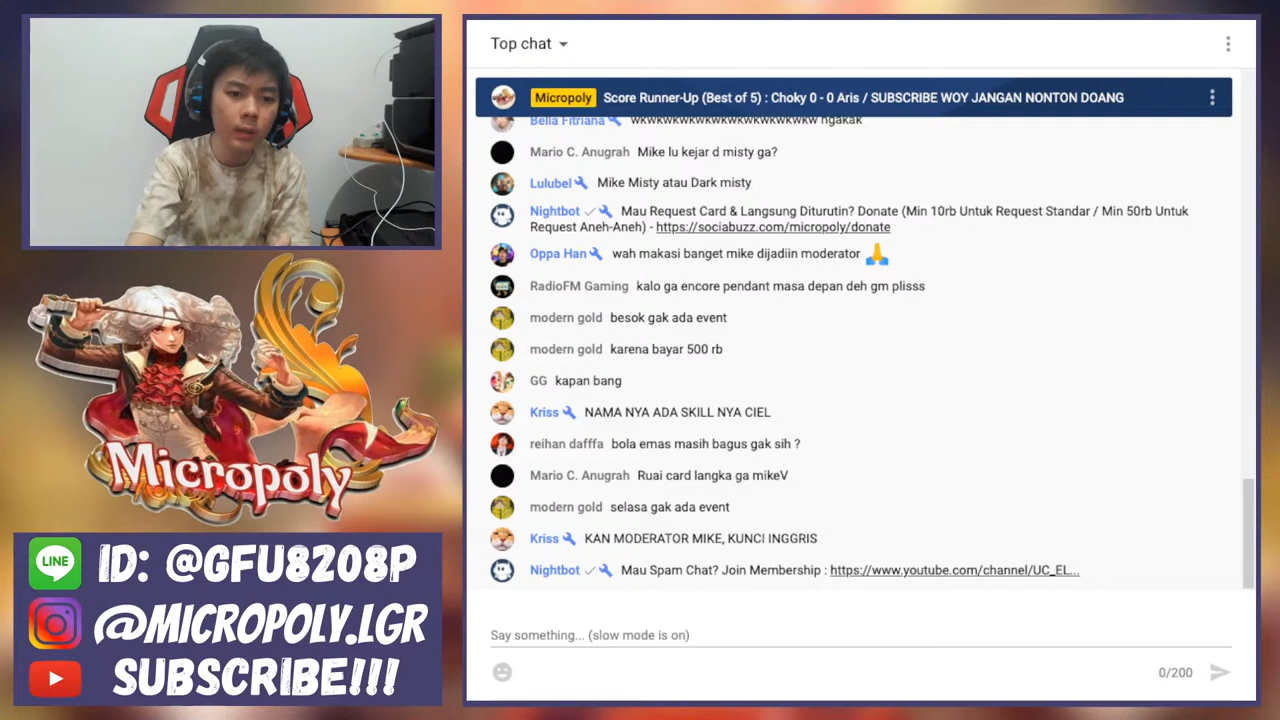 Top chat
Micropoly Score Runner-Up (Best of 5) : Choky 0 - 0 Aris / SUBSCRIBE WOY JANGAN NONTON DOANG
Bella Fitriana wkwkwkwkwkwkwkwkwkwkw ngakak
Mario C. Anugrah Mike lu kejar d misty ga?
Lulubel Mike Misty atau Dark misty
Nightbot Mau Request Card & Langsung Diturutin? Donate (Min 10rb Untuk Request Standar / Min 50rb Untuk
Request Aneh-Aneh) - https://sociabuzz.com/micropoly/donate
Oppa Han wah makasi banget mike dijadiin moderator 🙏
RadioFM Gaming kalo ga encore pendant masa depan deh gm plisss
modern gold besok gak ada event
modern gold karena bayar 500 rb
GG kapan bang
Kriss NAMA NYA ADA SKILL NYA CIEL
reihan dafffa bola emas masih bagus gak sih ?
Mario C. Anugrah Ruai card langka ga mikeV
modern gold selasa gak ada event
Kriss KAN MODERATOR MIKE, KUNCI INGGRIS
Nightbot Mau Spam Chat? Join Membership : https://www.youtube.com/channel/UC_EL...
Say something... (slow mode is on)
0/200
Micropoly
LINE ID: @GFU8208P
@MICROPOLY.LGR
SUBSCRIBE!!!